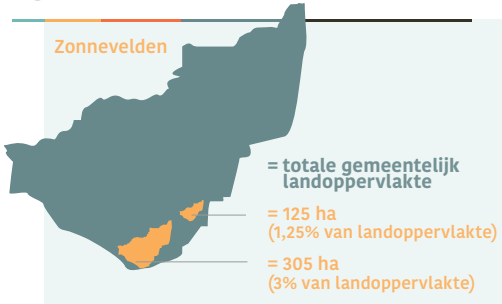 Zonnevelden
= totale gemeentelijk
landoppervlakte
= 125 ha
(1,25% van landoppervlakte)
= 305 ha
(3% van landoppervlakte)